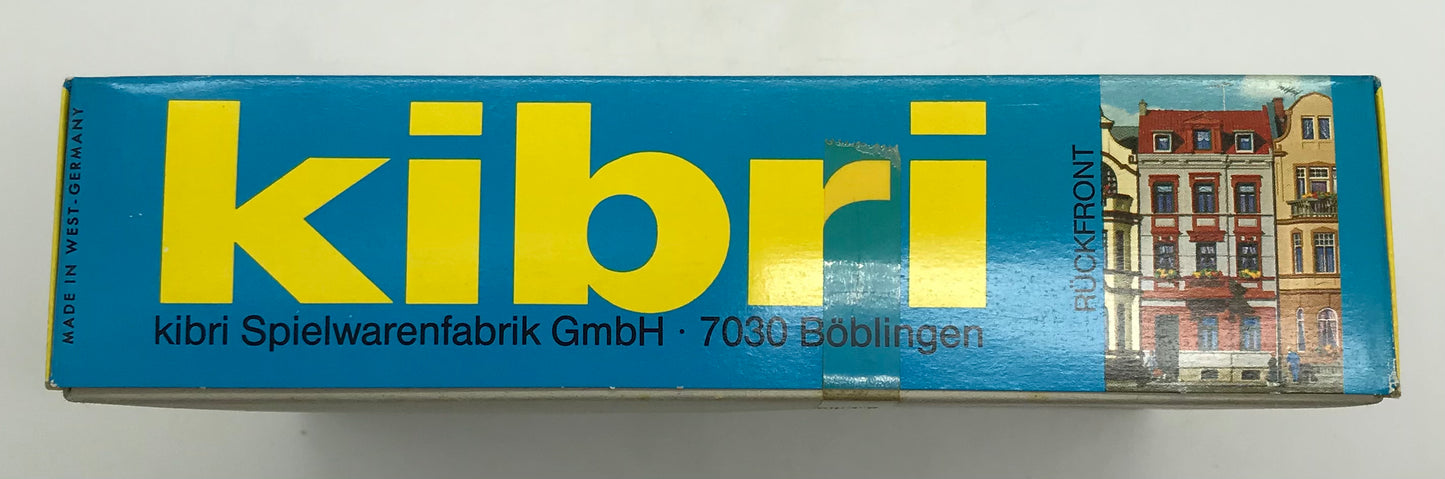 MADE IN WEST-GERMANY
kibri
kibri Spielwarenfabrik GmbH · 7030 Böblingen
RÜCKFRONT